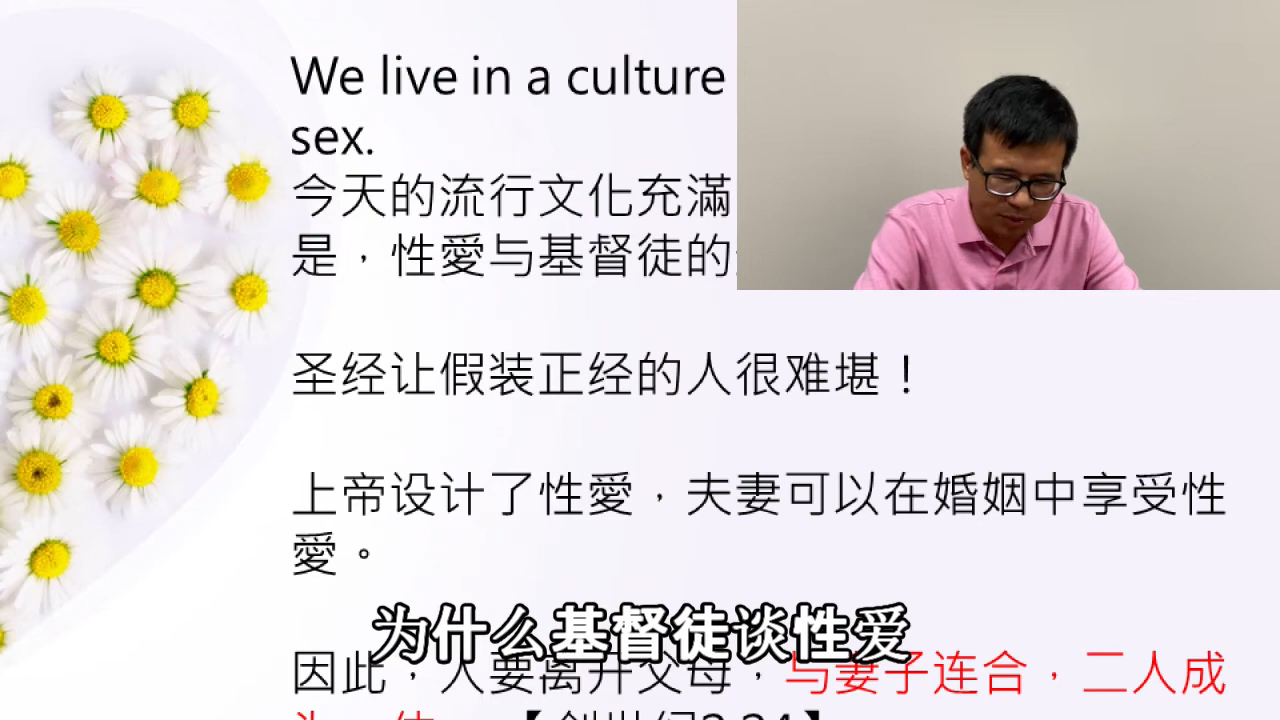 We live in a culture
sex.
今天的流行文化充滿
是，性愛与基督徒的
圣经让假装正经的人很难堪！
上帝设计了性愛，夫妻可以在婚姻中享受性
愛。
为什么基督徒谈性爱
因此，人要离开父母，与妻子连合，二人成